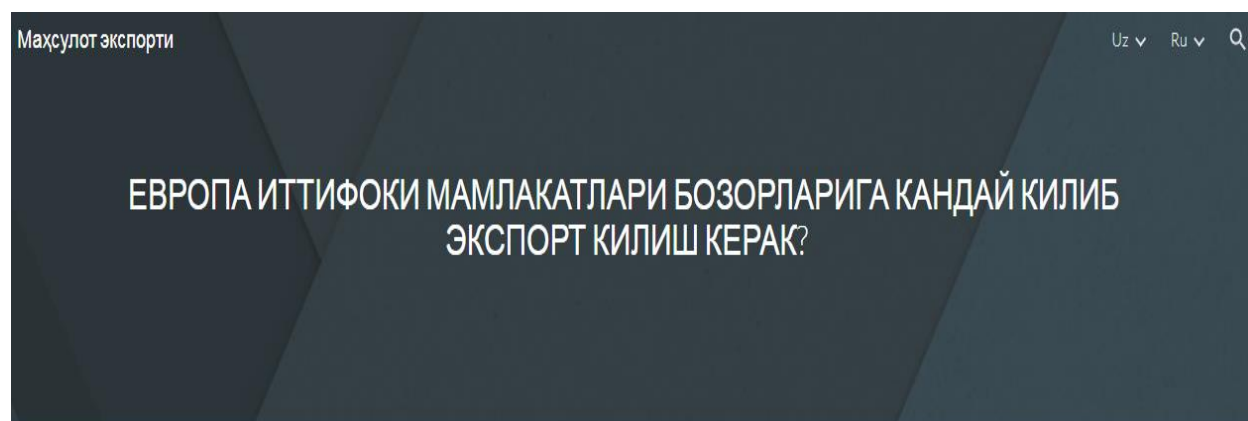 Маҳсулот экспорти
Uz Ru
ЕВРОПА ИТТИФОКИ МАМЛАКАТЛАРИ БОЗОРЛАРИГА КАНДАЙ КИЛИБ
ЭКСПОРТ КИЛИШ КЕРАК?